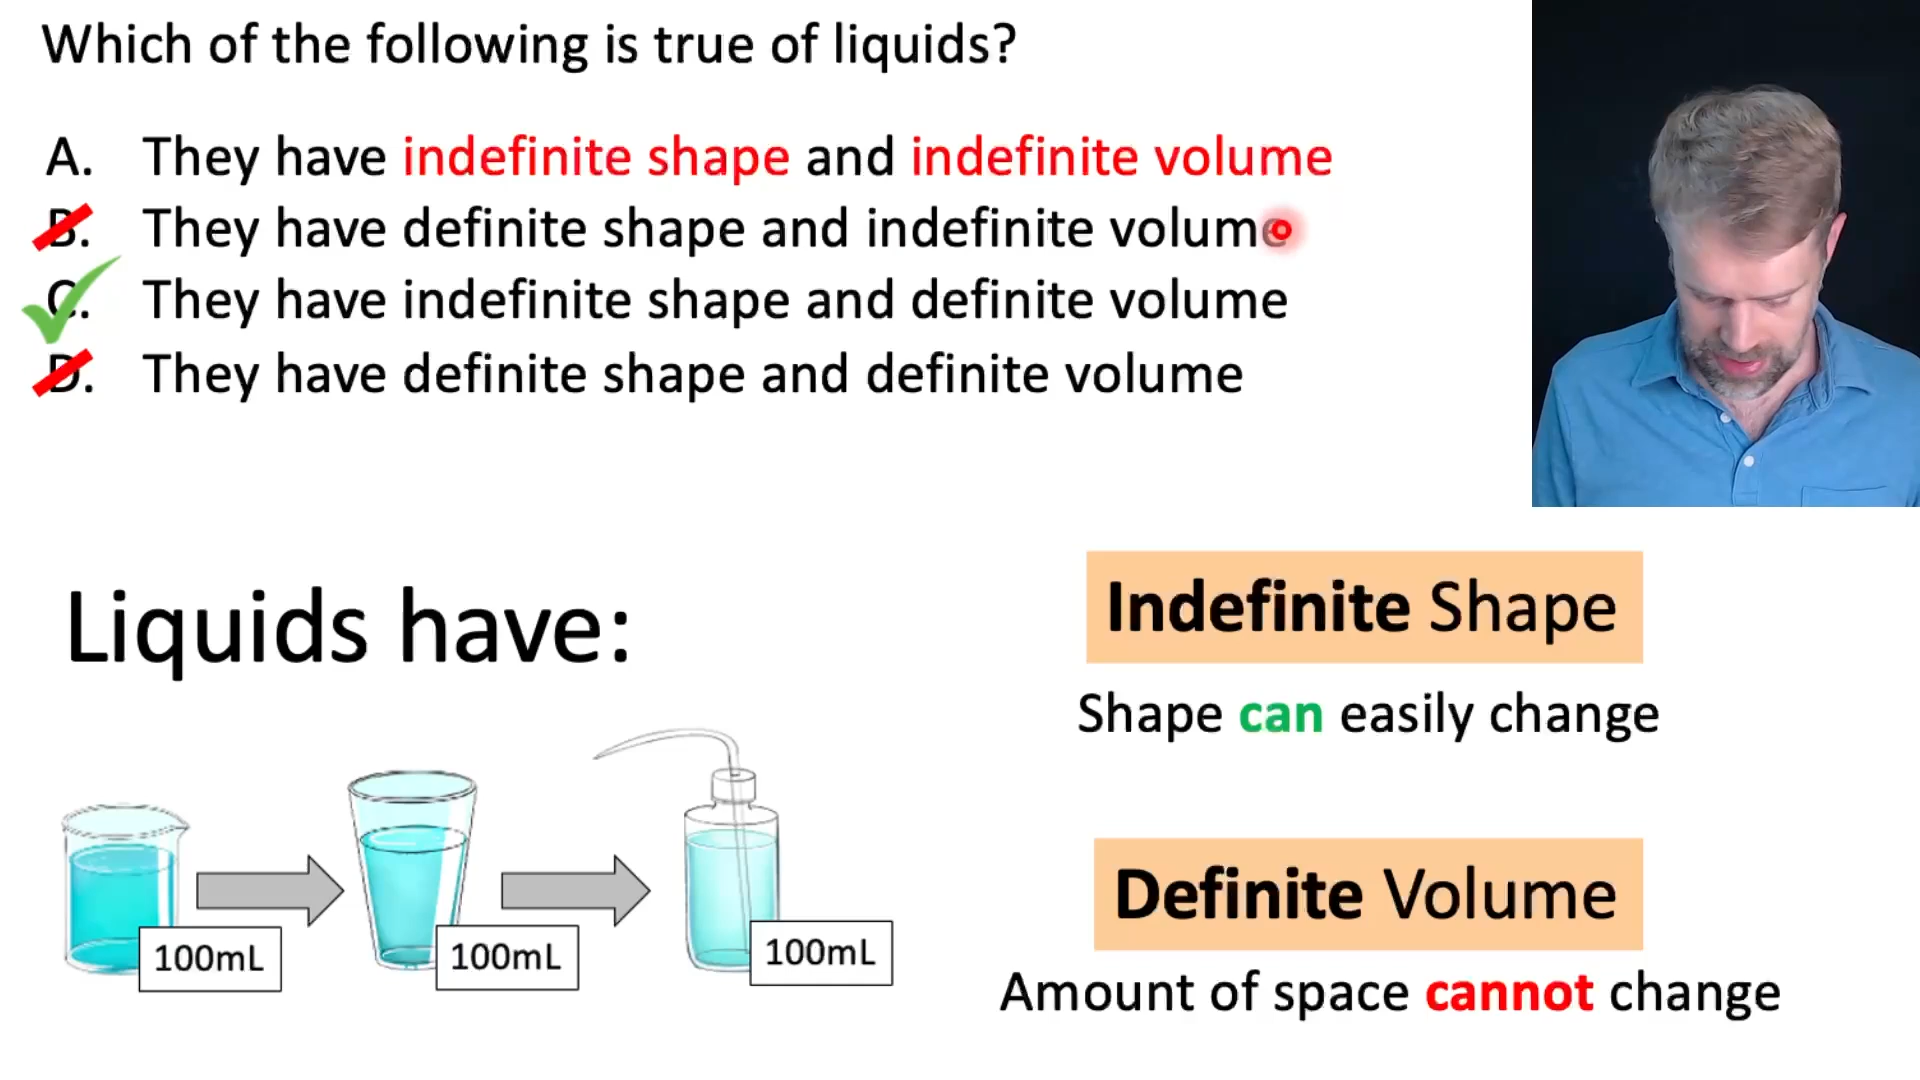 Which of the following is true of liquids?
A. They have indefinite shape and indefinite volume
B. They have definite shape and indefinite volume
C. They have indefinite shape and definite volume
D. They have definite shape and definite volume
Liquids have:
Indefinite Shape
Shape can easily change
100mL
100mL
100mL
Definite Volume
Amount of space cannot change